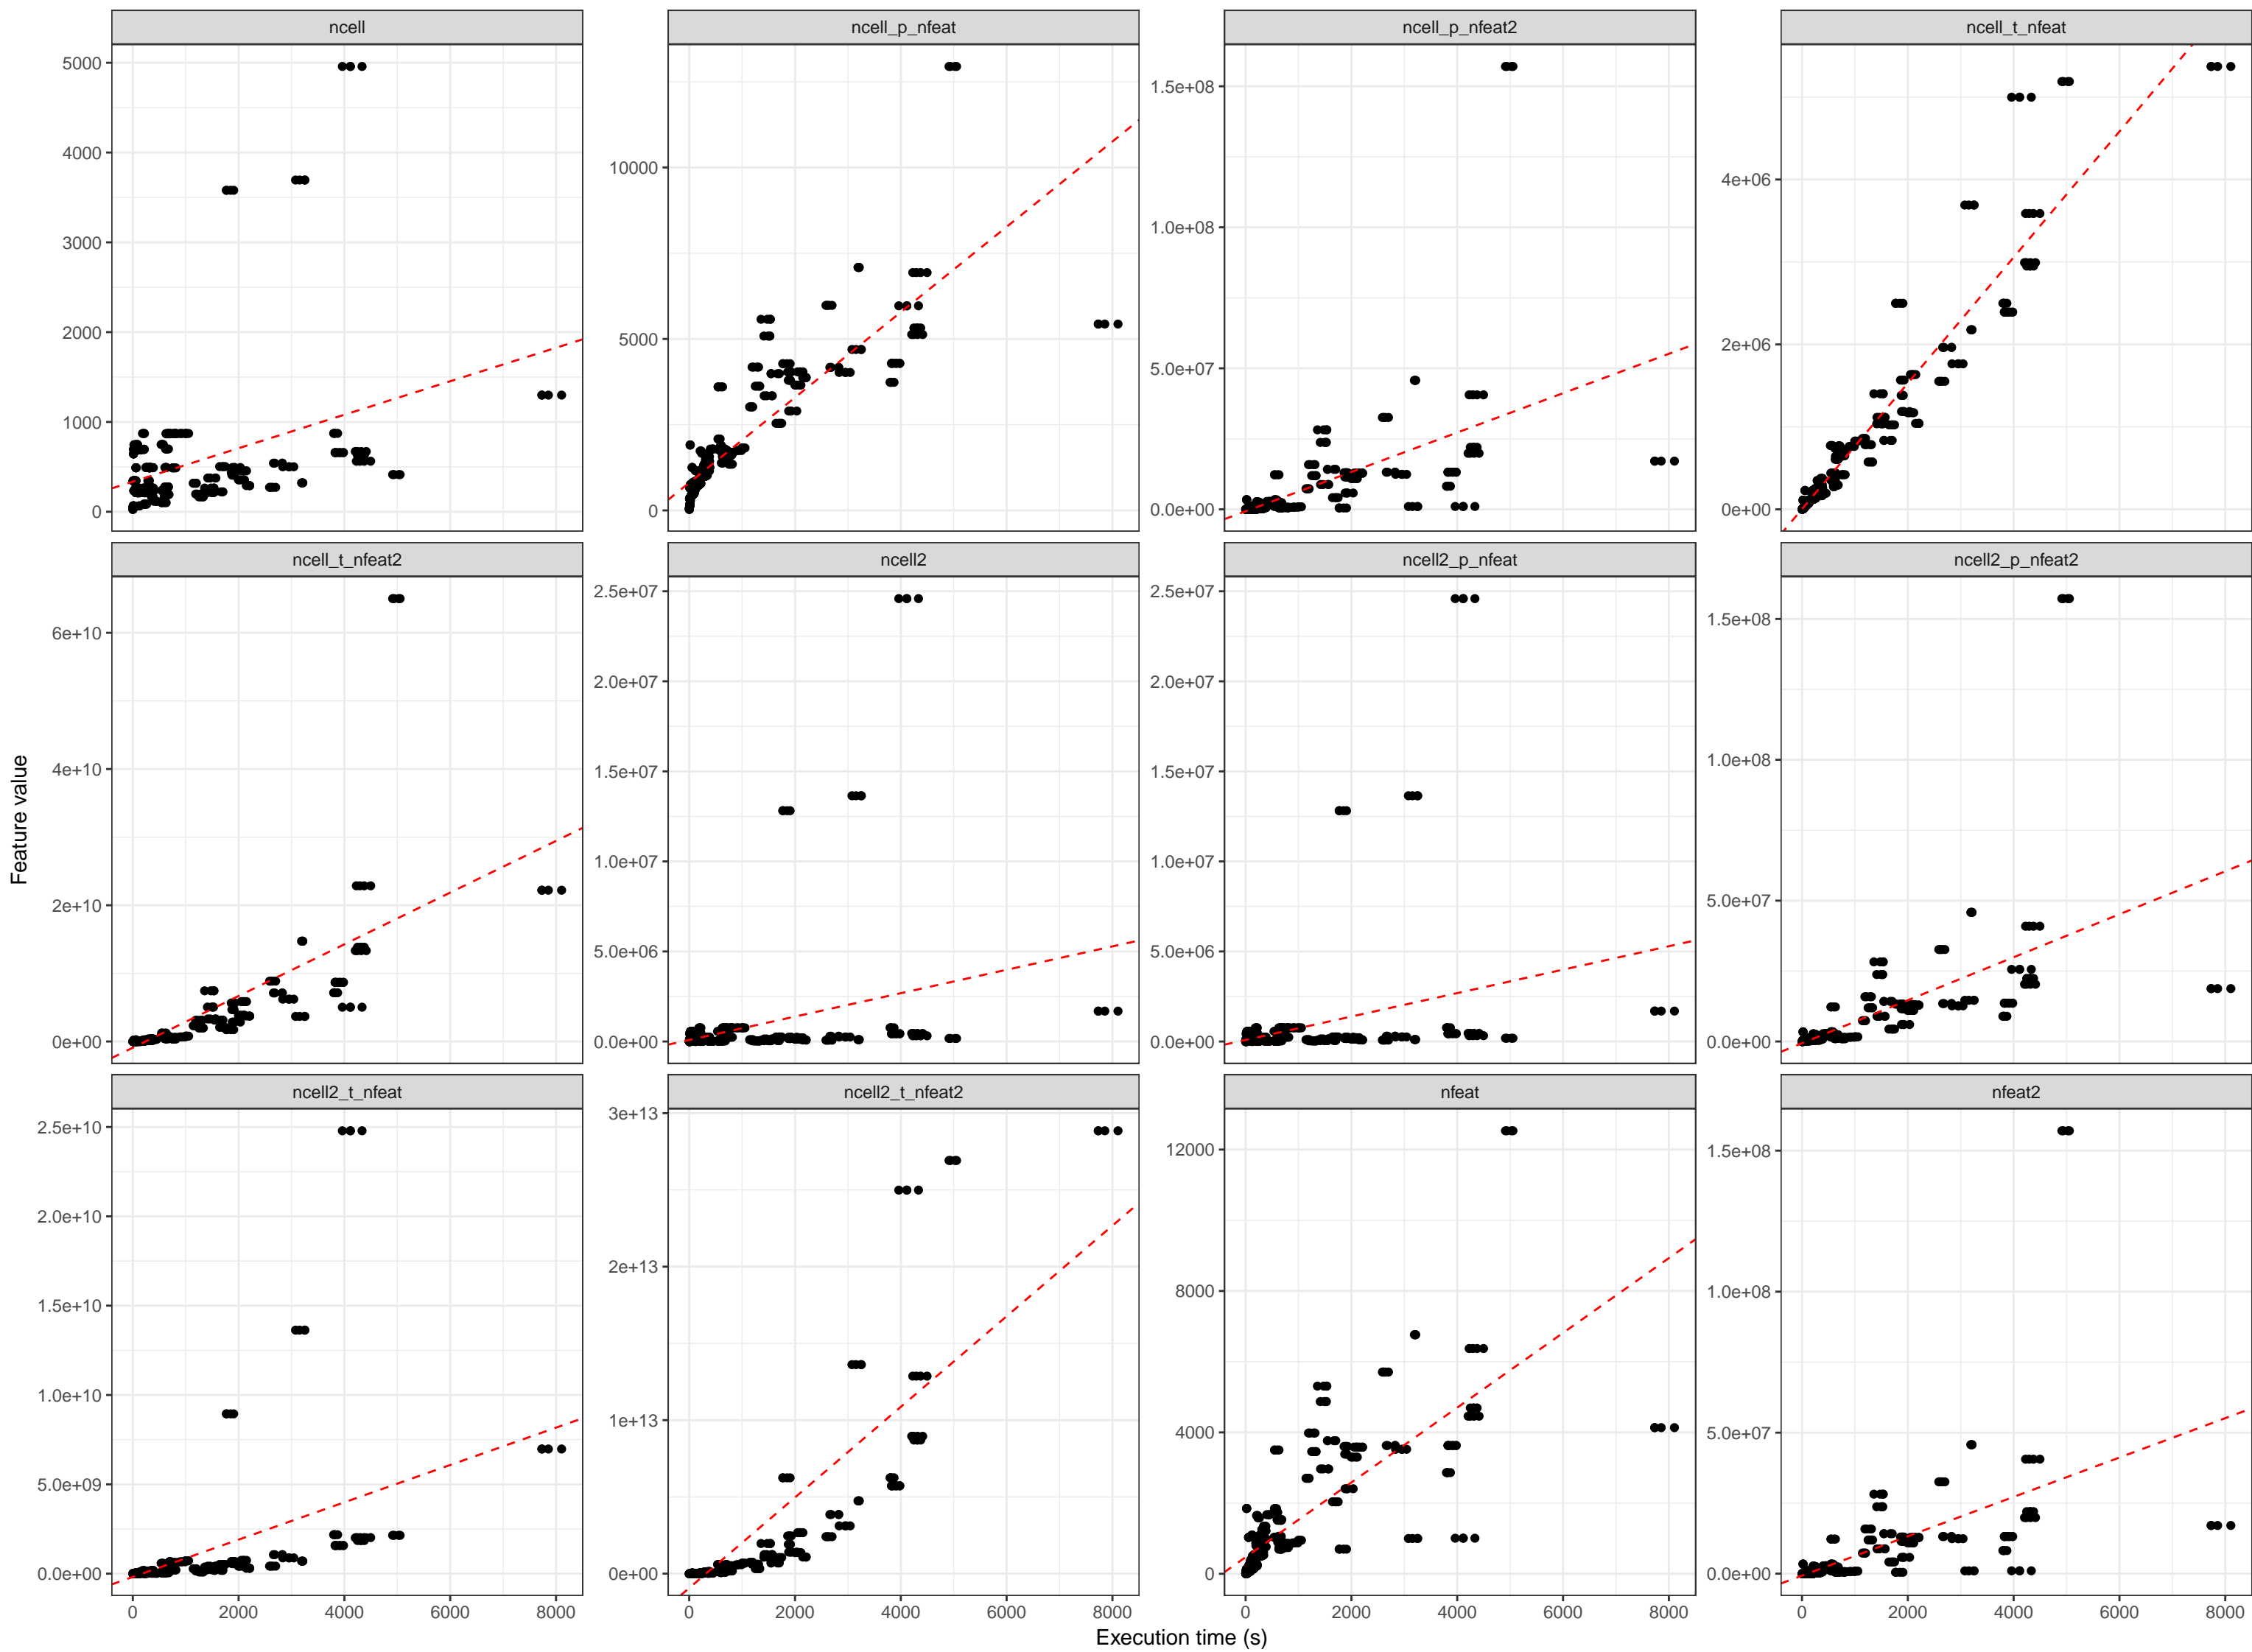 ncell
ncell_p_nfeat
ncell_p_nfeat2
ncell_t_nfeat
5000
4000
3000
2000
1000
0
10000
5000
0
1.5e+08
1.0e+08
5.0e+07
0.0e+00
4e+06
2e+06
0e+00
ncell_t_nfeat2
ncell2
ncell2_p_nfeat
ncell2_p_nfeat2
6e+10
4e+10
2e+10
0e+00
2.5e+07
2.0e+07
1.5e+07
1.0e+07
5.0e+06
0.0e+00
2.5e+07
2.0e+07
1.5e+07
1.0e+07
5.0e+06
0.0e+00
1.5e+08
1.0e+08
5.0e+07
0.0e+00
Feature value
ncell2_t_nfeat
ncell2_t_nfeat2
nfeat
nfeat2
2.5e+10
2.0e+10
1.5e+10
1.0e+10
5.0e+09
0.0e+00
3e+13
2e+13
1e+13
0e+00
12000
8000
4000
0
1.5e+08
1.0e+08
5.0e+07
0.0e+00
0 2000 4000 6000 8000
0 2000 4000 6000 8000
0 2000 4000 6000 8000
0 2000 4000 6000 8000
Execution time (s)